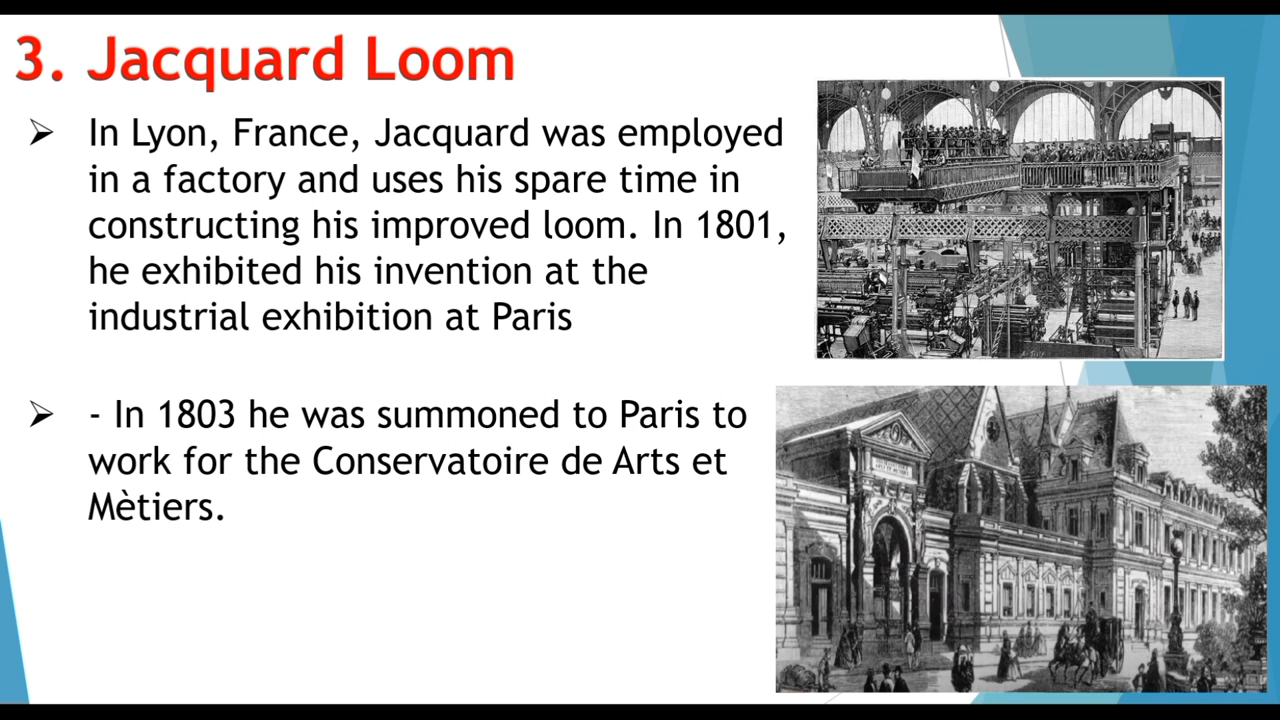 3. Jacquard Loom
➤ In Lyon, France, Jacquard was employed
in a factory and uses his spare time in
constructing his improved loom. In 1801,
he exhibited his invention at the
industrial exhibition at Paris
➤ - In 1803 he was summoned to Paris to
work for the Conservatoire de Arts et
Mètiers.